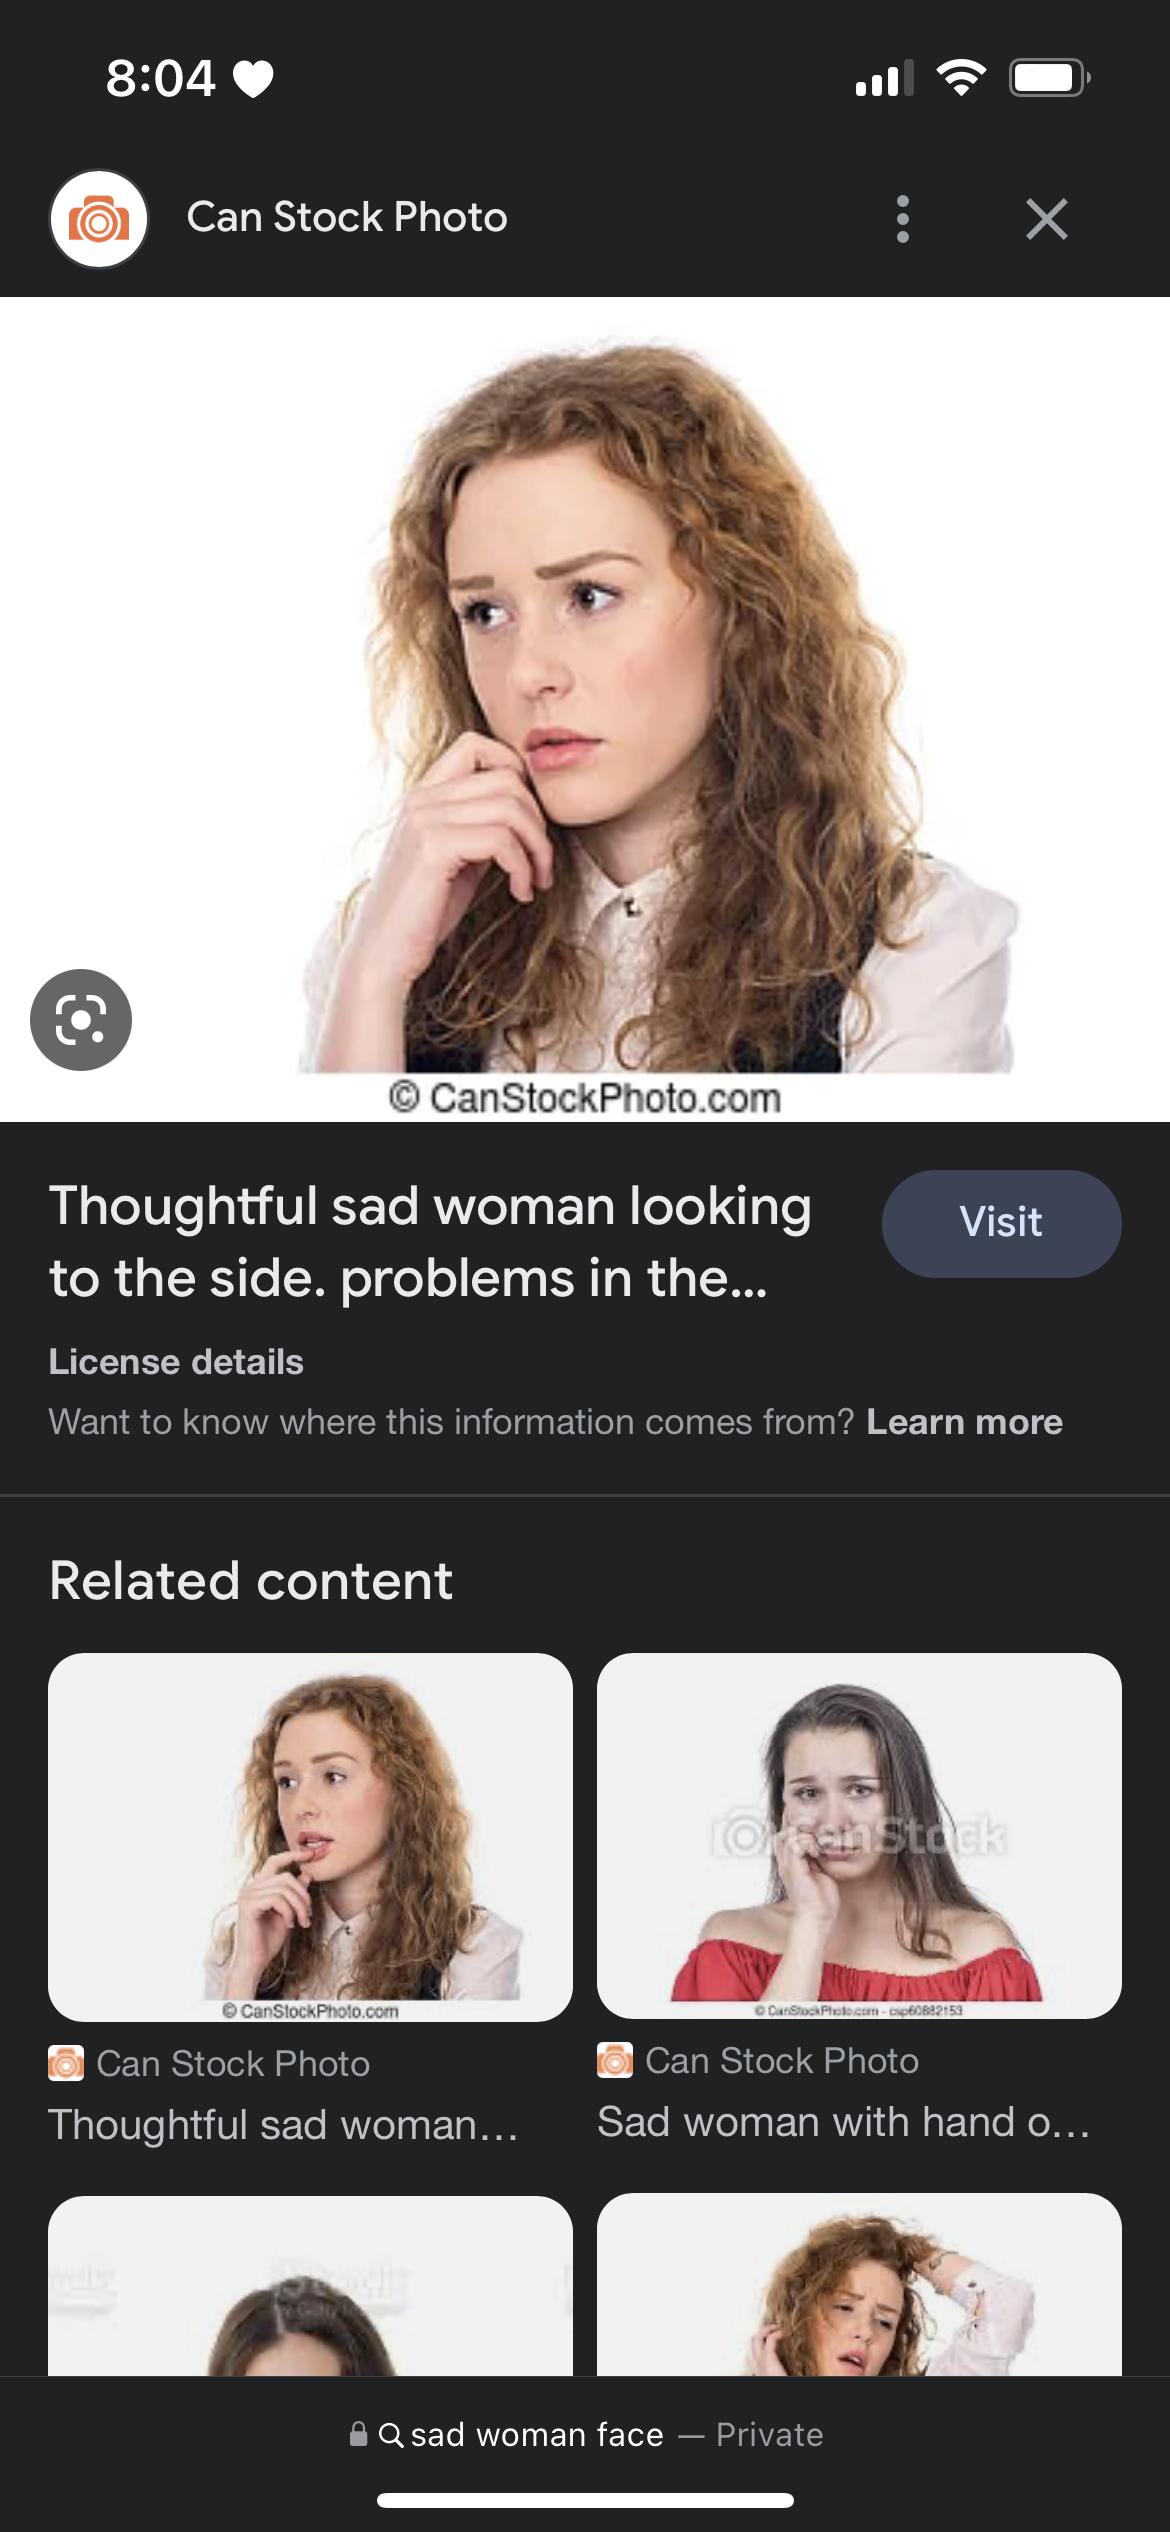 8:04
Can Stock Photo
© CanStockPhoto.com
Thoughtful sad woman looking
to the side. problems in the...
Visit
License details
Want to know where this information comes from? Learn more
Related content
© CanStockPhoto.com
Can Stock Photo
Thoughtful sad woman...
CanStock
© CanStockPhoto.com - csp60882153
Can Stock Photo
Sad woman with hand o...
sad woman face — Private